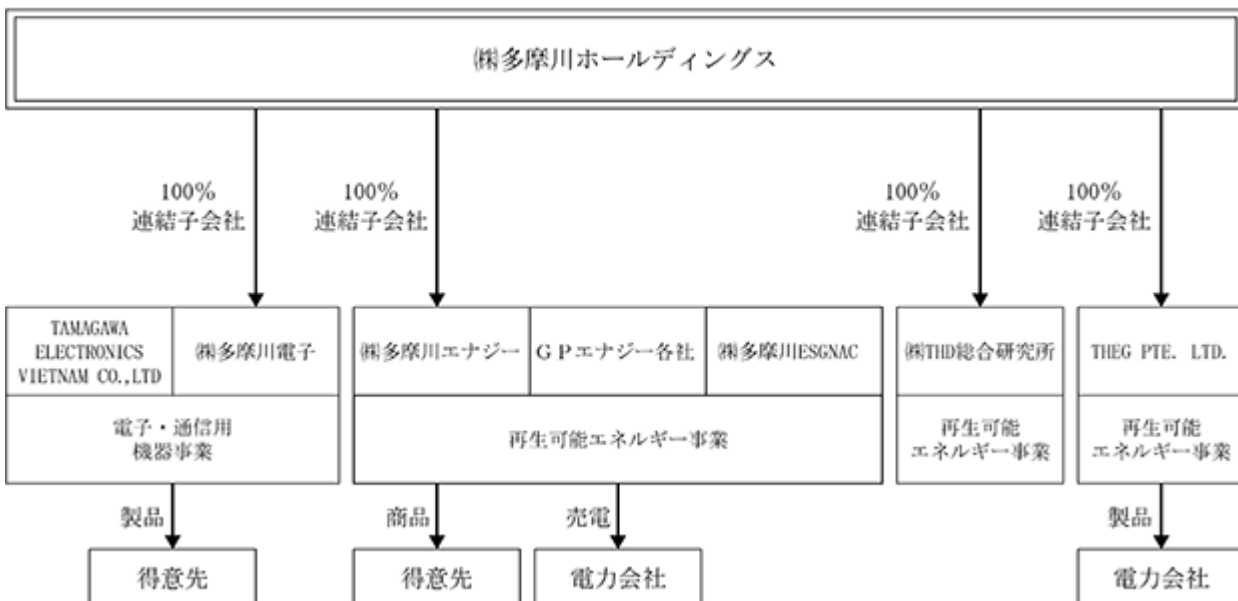 ㈱多摩川ホールディングス
100%
連結子会社
100%
連結子会社
100%
連結子会社
100%
連結子会社
TAMAGAWA
ELECTRONICS
VIETNAM CO.,LTD
㈱多摩川電子
㈱多摩川エナジー
ＧＰエナジー各社
㈱多摩川ESGNAC
㈱THD総合研究所
THEG PTE. LTD.
電子・通信用
機器事業
再生可能エネルギー事業
再生可能
エネルギー事業
再生可能
エネルギー事業
製品
商品
売電
製品
得意先
得意先
電力会社
電力会社